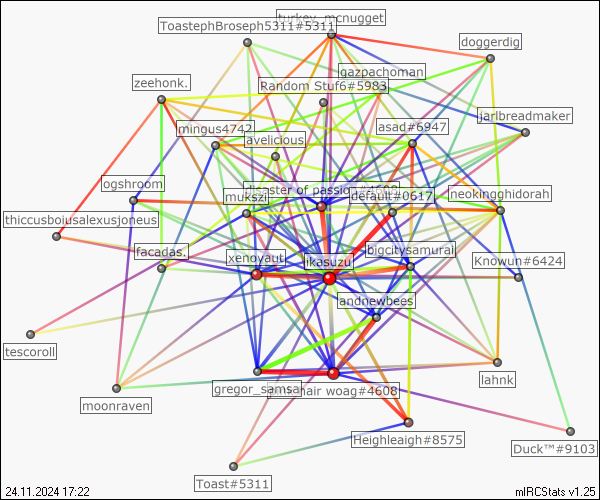 turkey_mcnugget
ToastephBroseph5311#5311
doggerdig
gazpachoman
zeehonk.
Random Stuf6#5983
jarlbreadmaker
mingus4742
asad#6947
avelicious
ogshroom
disaster of passion#4608
mukszi
default#0617
neokingghidorah
thiccusboiusalexusjoneus
facadas.
xenoyaut
bigcitysamurai
ikasuzu
Knowun#6424
andnewbees
tescoroll
lahnk
gregor_samsa
hair woag#4608
moonraven
Heighleaigh#8575
Duck™#9103
Toast#5311
24.11.2024 17:22
mIRCStats v1.25